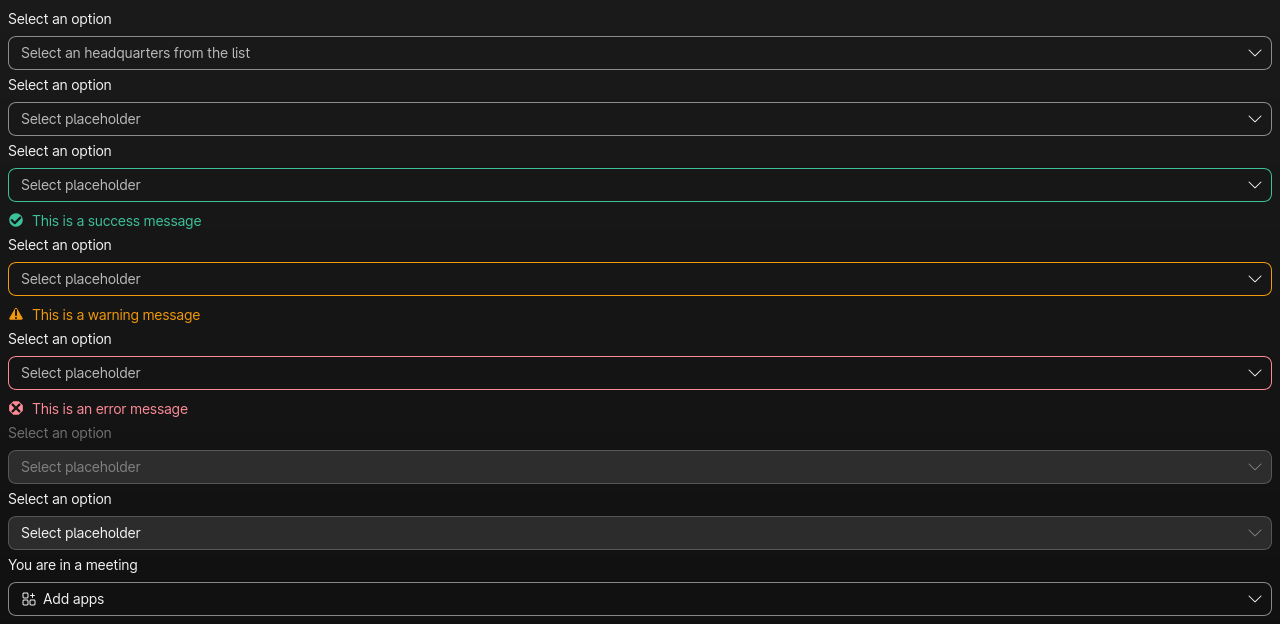 Select an option
Select an headquarters from the list
Select an option
Select placeholder
Select an option
Select placeholder
This is a success message
Select an option
Select placeholder
This is a warning message
Select an option
Select placeholder
This is an error message
Select an option
Select placeholder
Select an option
Select placeholder
You are in a meeting
Add apps